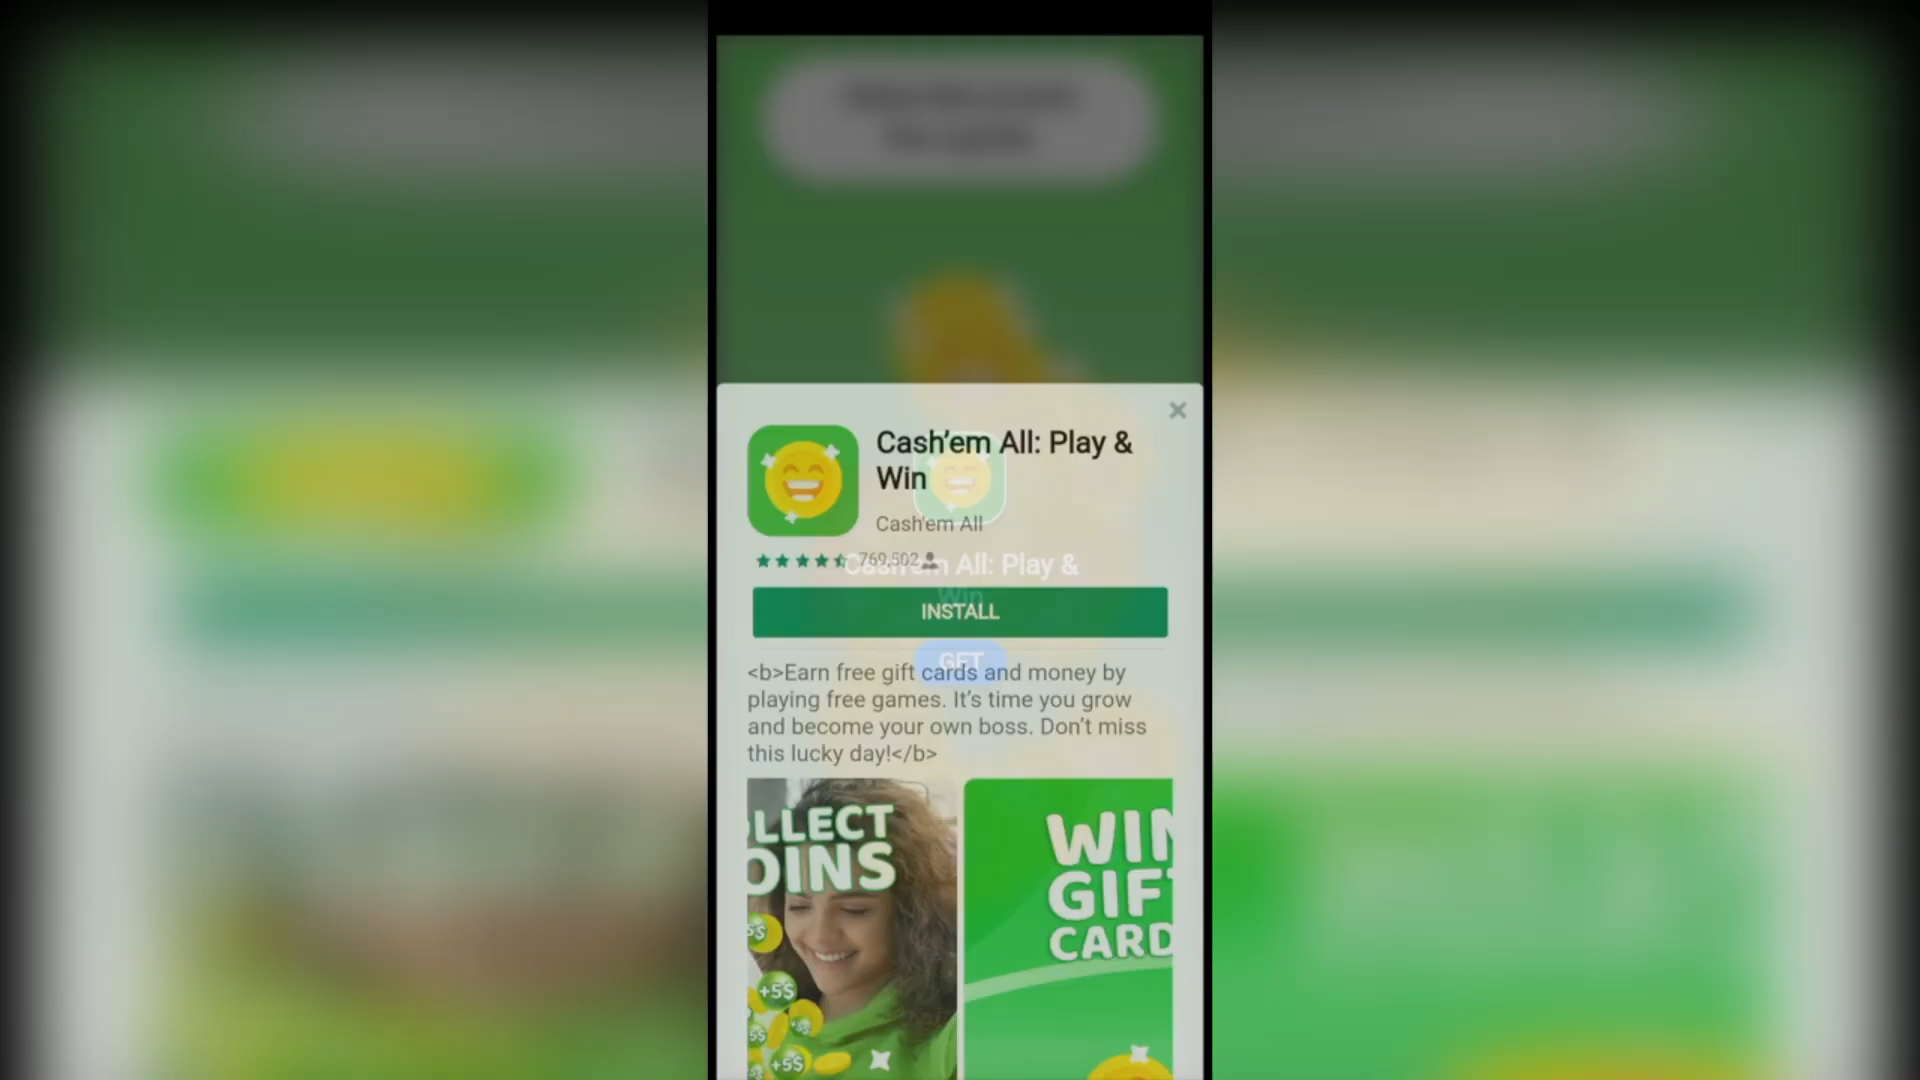 Cash'em All: Play &
Win
Cash'em All
769,502
Cash'em All: Play &
Win
INSTALL
GET
<b>Earn free gift cards and money by
playing free games. It's time you grow
and become your own boss. Don't miss
this lucky day!</b>
LLECT
OINS
5$
+5$
5$
5$
+5$
WIN
GIFT
CARD